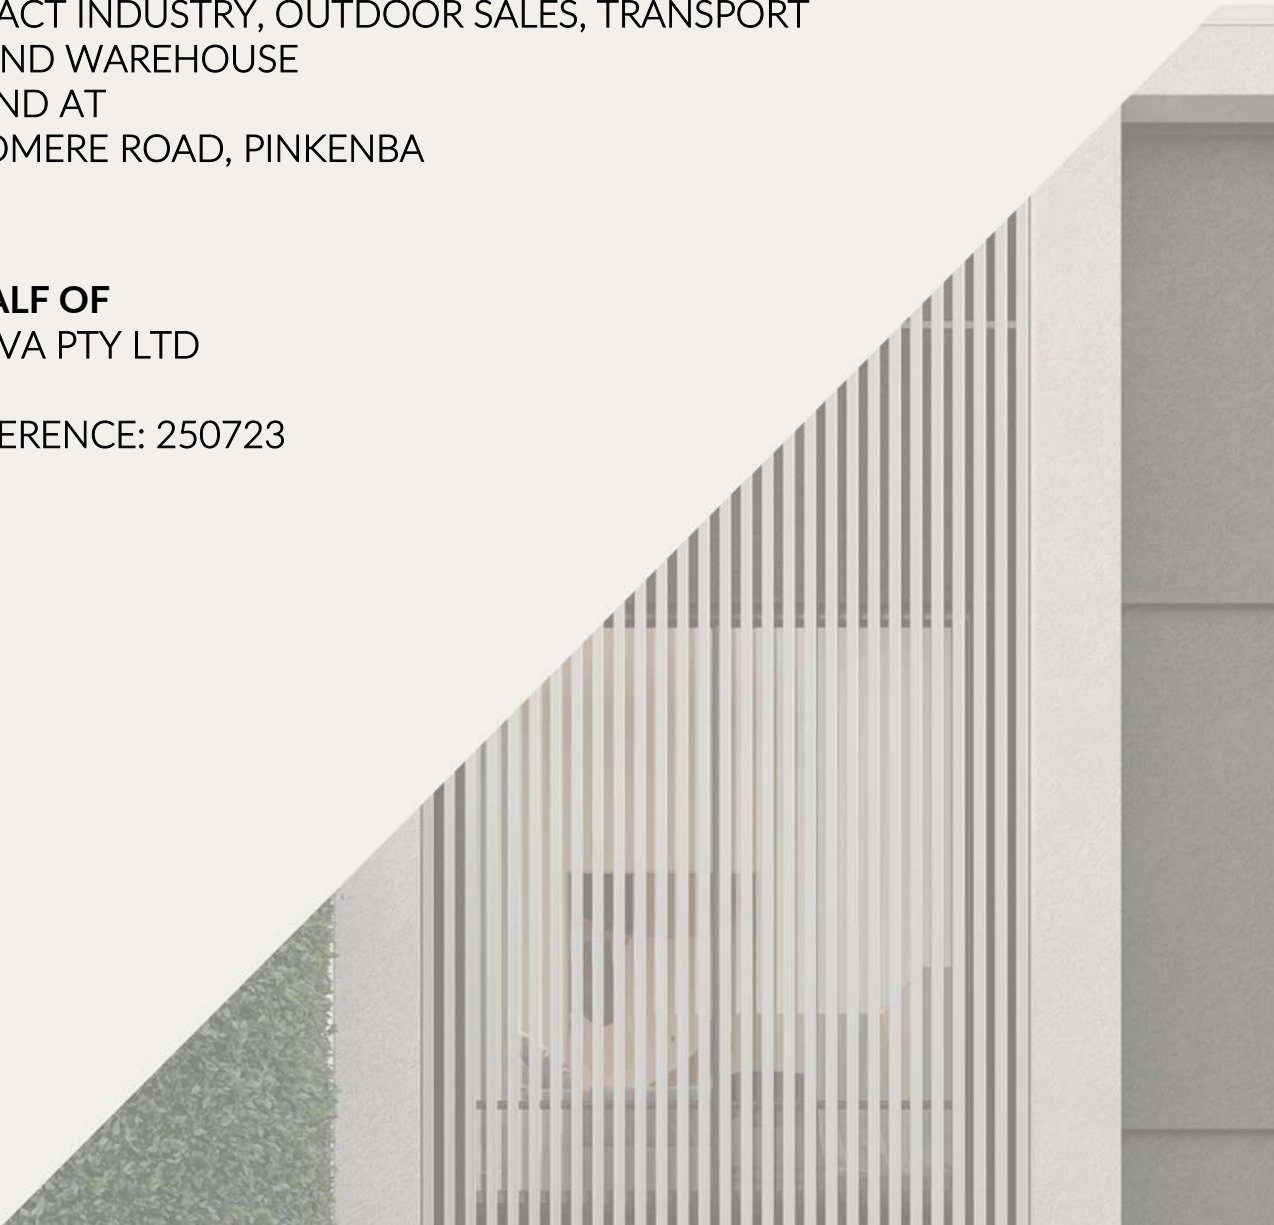 ACT INDUSTRY, OUTDOOR SALES, TRANSPORT
ND WAREHOUSE
ND AT
OMERE ROAD, PINKENBA
ALF OF
VA PTY LTD
ERENCE: 250723